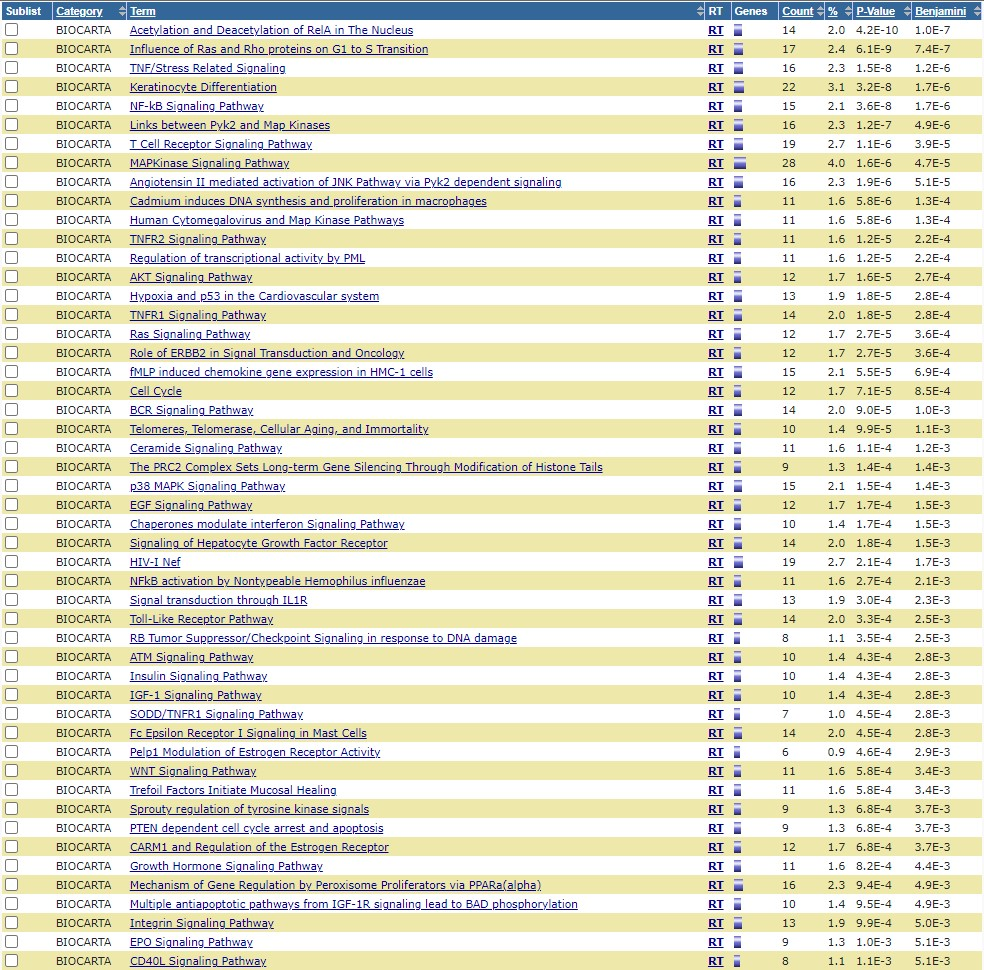 Sublist Category Term RT Genes Count % P-Value Benjamini
BIOCARTA Acetylation and Deacetylation of RelA in The Nucleus RT 14 2.0 4.2E-10 1.0E-7
BIOCARTA Influence of Ras and Rho proteins on G1 to S Transition RT 17 2.4 6.1E-9 7.4E-7
BIOCARTA TNF/Stress Related Signaling RT 16 2.3 1.5E-8 1.2E-6
BIOCARTA Keratinocyte Differentiation RT 22 3.1 3.2E-8 1.7E-6
BIOCARTA NF-kB Signaling Pathway RT 15 2.1 3.6E-8 1.7E-6
BIOCARTA Links between Pyk2 and Map Kinases RT 16 2.3 1.2E-7 4.9E-6
BIOCARTA T Cell Receptor Signaling Pathway RT 19 2.7 1.1E-6 3.9E-5
BIOCARTA MAPKinase Signaling Pathway RT 28 4.0 1.6E-6 4.7E-5
BIOCARTA Angiotensin II mediated activation of JNK Pathway via Pyk2 dependent signaling RT 16 2.3 1.9E-6 5.1E-5
BIOCARTA Cadmium induces DNA synthesis and proliferation in macrophages RT 11 1.6 5.8E-6 1.3E-4
BIOCARTA Human Cytomegalovirus and Map Kinase Pathways RT 11 1.6 5.8E-6 1.3E-4
BIOCARTA TNFR2 Signaling Pathway RT 11 1.6 1.2E-5 2.2E-4
BIOCARTA Regulation of transcriptional activity by PML RT 11 1.6 1.2E-5 2.2E-4
BIOCARTA AKT Signaling Pathway RT 12 1.7 1.6E-5 2.7E-4
BIOCARTA Hypoxia and p53 in the Cardiovascular system RT 13 1.9 1.8E-5 2.8E-4
BIOCARTA TNFR1 Signaling Pathway RT 14 2.0 1.8E-5 2.8E-4
BIOCARTA Ras Signaling Pathway RT 12 1.7 2.7E-5 3.6E-4
BIOCARTA Role of ERBB2 in Signal Transduction and Oncology RT 12 1.7 2.7E-5 3.6E-4
BIOCARTA fMLP induced chemokine gene expression in HMC-1 cells RT 15 2.1 5.5E-5 6.9E-4
BIOCARTA Cell Cycle RT 12 1.7 7.1E-5 8.5E-4
BIOCARTA BCR Signaling Pathway RT 14 2.0 9.0E-5 1.0E-3
BIOCARTA Telomeres, Telomerase, Cellular Aging, and Immortality RT 10 1.4 9.9E-5 1.1E-3
BIOCARTA Ceramide Signaling Pathway RT 11 1.6 1.1E-4 1.2E-3
BIOCARTA The PRC2 Complex Sets Long-term Gene Silencing Through Modification of Histone Tails RT 9 1.3 1.4E-4 1.4E-3
BIOCARTA p38 MAPK Signaling Pathway RT 15 2.1 1.5E-4 1.4E-3
BIOCARTA EGF Signaling Pathway RT 12 1.7 1.7E-4 1.5E-3
BIOCARTA Chaperones modulate interferon Signaling Pathway RT 10 1.4 1.7E-4 1.5E-3
BIOCARTA Signaling of Hepatocyte Growth Factor Receptor RT 14 2.0 1.8E-4 1.5E-3
BIOCARTA HIV-I Nef RT 19 2.7 2.1E-4 1.7E-3
BIOCARTA NFkB activation by Nontypeable Hemophilus influenzae RT 11 1.6 2.7E-4 2.1E-3
BIOCARTA Signal transduction through IL1R RT 13 1.9 3.0E-4 2.3E-3
BIOCARTA Toll-Like Receptor Pathway RT 14 2.0 3.3E-4 2.5E-3
BIOCARTA RB Tumor Suppressor/Checkpoint Signaling in response to DNA damage RT 8 1.1 3.5E-4 2.5E-3
BIOCARTA ATM Signaling Pathway RT 10 1.4 4.3E-4 2.8E-3
BIOCARTA Insulin Signaling Pathway RT 10 1.4 4.3E-4 2.8E-3
BIOCARTA IGF-1 Signaling Pathway RT 10 1.4 4.3E-4 2.8E-3
BIOCARTA SODD/TNFR1 Signaling Pathway RT 7 1.0 4.5E-4 2.8E-3
BIOCARTA Fc Epsilon Receptor I Signaling in Mast Cells RT 14 2.0 4.5E-4 2.8E-3
BIOCARTA Pelp1 Modulation of Estrogen Receptor Activity RT 6 0.9 4.6E-4 2.9E-3
BIOCARTA WNT Signaling Pathway RT 11 1.6 5.8E-4 3.4E-3
BIOCARTA Trefoil Factors Initiate Mucosal Healing RT 11 1.6 5.8E-4 3.4E-3
BIOCARTA Sprouty regulation of tyrosine kinase signals RT 9 1.3 6.8E-4 3.7E-3
BIOCARTA PTEN dependent cell cycle arrest and apoptosis RT 9 1.3 6.8E-4 3.7E-3
BIOCARTA CARM1 and Regulation of the Estrogen Receptor RT 12 1.7 6.8E-4 3.7E-3
BIOCARTA Growth Hormone Signaling Pathway RT 11 1.6 8.2E-4 4.4E-3
BIOCARTA Mechanism of Gene Regulation by Peroxisome Proliferators via PPARa(alpha) RT 16 2.3 9.4E-4 4.9E-3
BIOCARTA Multiple antiapoptotic pathways from IGF-1R signaling lead to BAD phosphorylation RT 10 1.4 9.5E-4 4.9E-3
BIOCARTA Integrin Signaling Pathway RT 13 1.9 9.9E-4 5.0E-3
BIOCARTA EPO Signaling Pathway RT 9 1.3 1.0E-3 5.1E-3
BIOCARTA CD40L Signaling Pathway RT 8 1.1 1.1E-3 5.1E-3